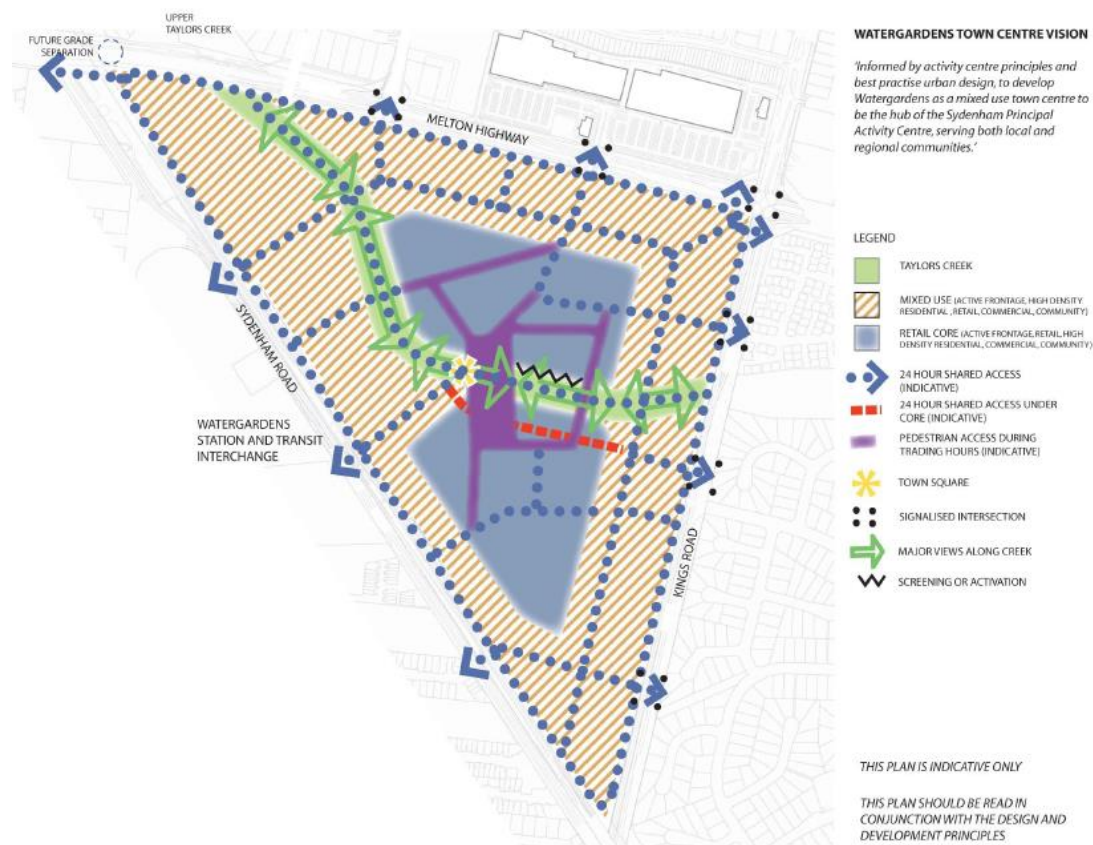 UPPER
TAYLORS CREEK
FUTURE GRADE
SEPARATION
MELTON HIGHWAY
SYDENHAM ROAD
WATERGARDENS
STATION AND TRANSIT
INTERCHANGE
KINGS ROAD
WATERGARDENS TOWN CENTRE VISION
'Informed by activity centre principles and
best practise urban design, to develop
Watergardens as a mixed use town centre to
be the hub of the Sydenham Principal
Activity Centre, serving both local and
regional communities.'
LEGEND
TAYLORS CREEK
MIXED USE (ACTIVE FRONTAGE, HIGH DENSITY
RESIDENTIAL, RETAIL, COMMERCIAL, COMMUNITY)
RETAIL CORE (ACTIVE FRONTAGE, RETAIL, HIGH
DENSITY RESIDENTIAL, COMMERCIAL, COMMUNITY)
24 HOUR SHARED ACCESS
(INDICATIVE)
24 HOUR SHARED ACCESS UNDER
CORE (INDICATIVE)
PEDESTRIAN ACCESS DURING
TRADING HOURS (INDICATIVE)
TOWN SQUARE
SIGNALISED INTERSECTION
MAJOR VIEWS ALONG CREEK
SCREENING OR ACTIVATION
THIS PLAN IS INDICATIVE ONLY
THIS PLAN SHOULD BE READ IN
CONJUNCTION WITH THE DESIGN AND
DEVELOPMENT PRINCIPLES